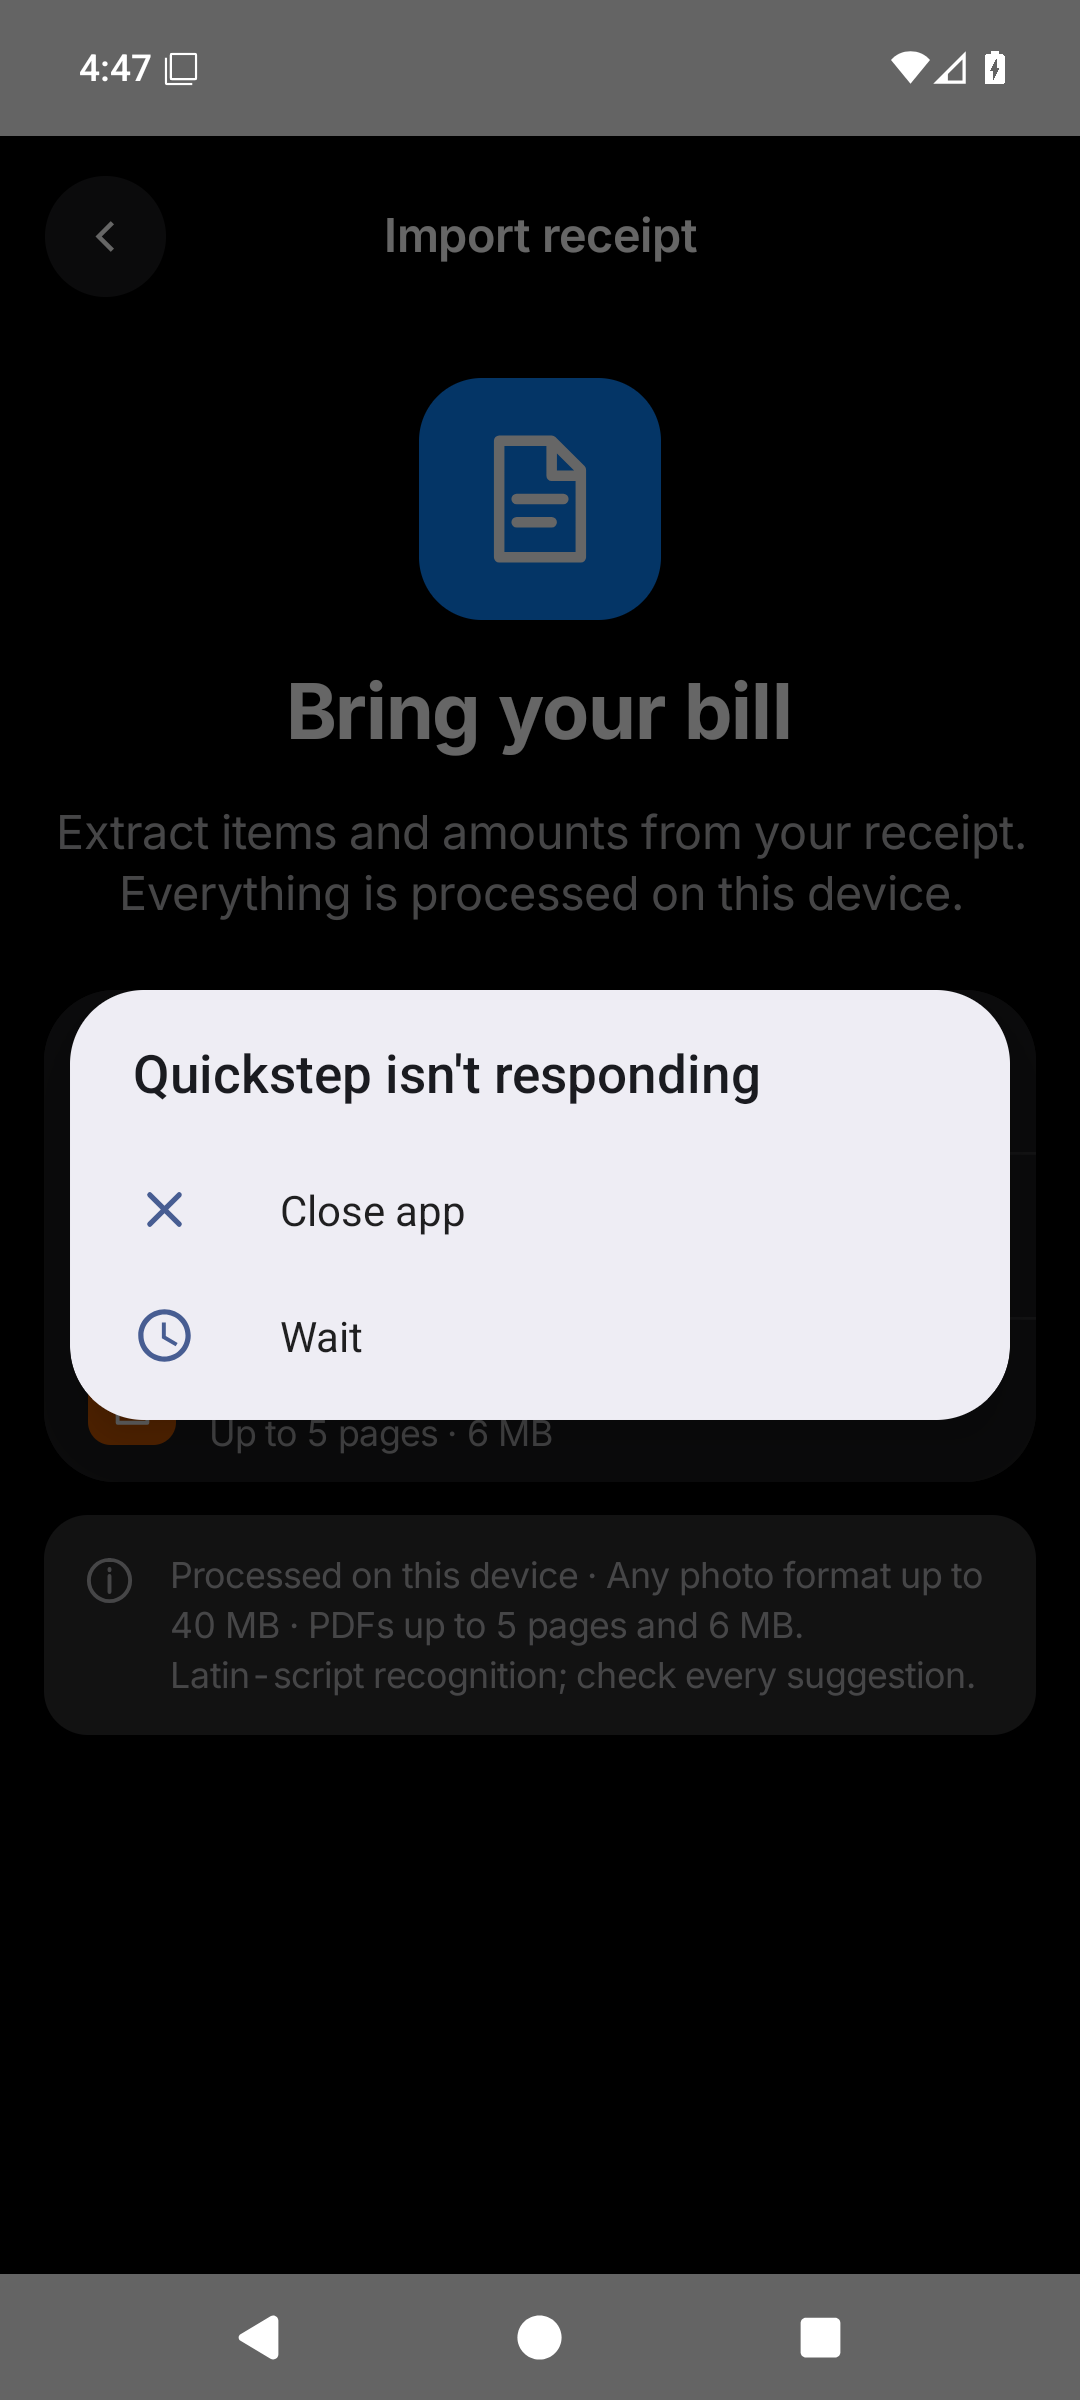 4:47
Import receipt
Bring your bill
Extract items and amounts from your receipt.
Everything is processed on this device.
Quickstep isn't responding
Close app
Wait
Up to 5 pages · 6 MB
Processed on this device · Any photo format up to
40 MB · PDFs up to 5 pages and 6 MB.
Latin-script recognition; check every suggestion.